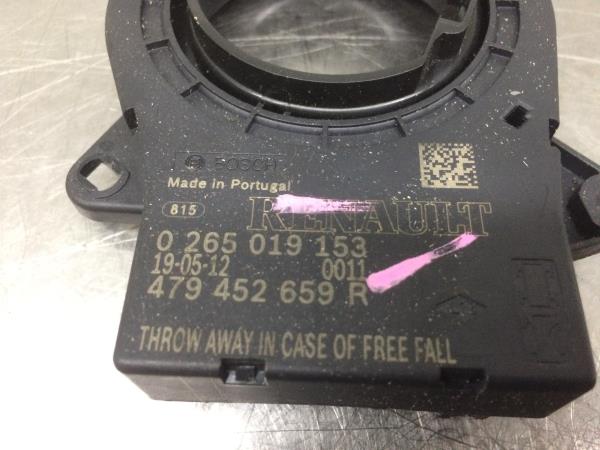 BOSCH
Made in Portugal
815
RENAULT
0 265 019 153
19-05-12 0011
479 452 659 R
THROW AWAY IN CASE OF FREE FALL